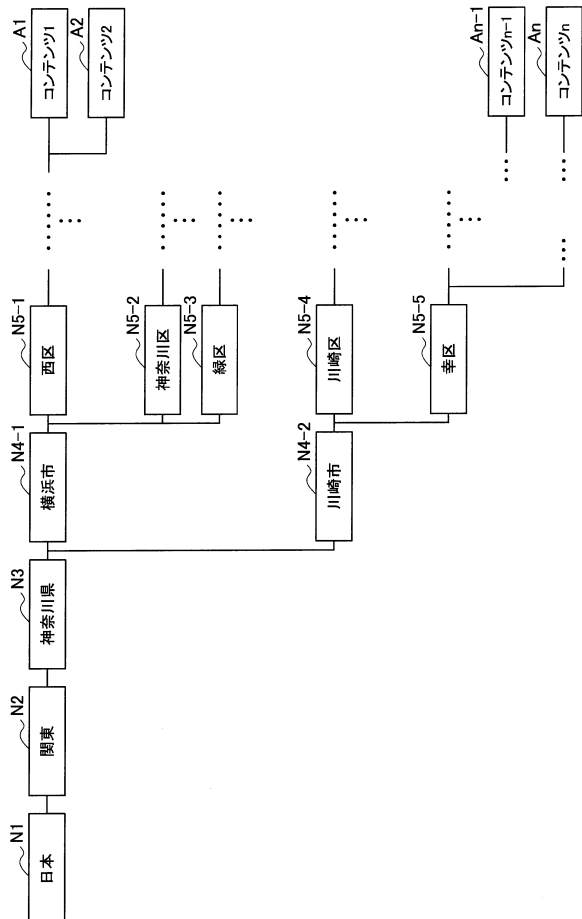 N1
日本
N2
関東
N3
神奈川県
N4-1
横浜市
N5-1
西区
A1
コンテンツ1
A2
コンテンツ2
N5-2
神奈川区
N5-3
緑区
N4-2
川崎市
N5-4
川崎区
N5-5
幸区
An-1
コンテンツn-1
An
コンテンツn